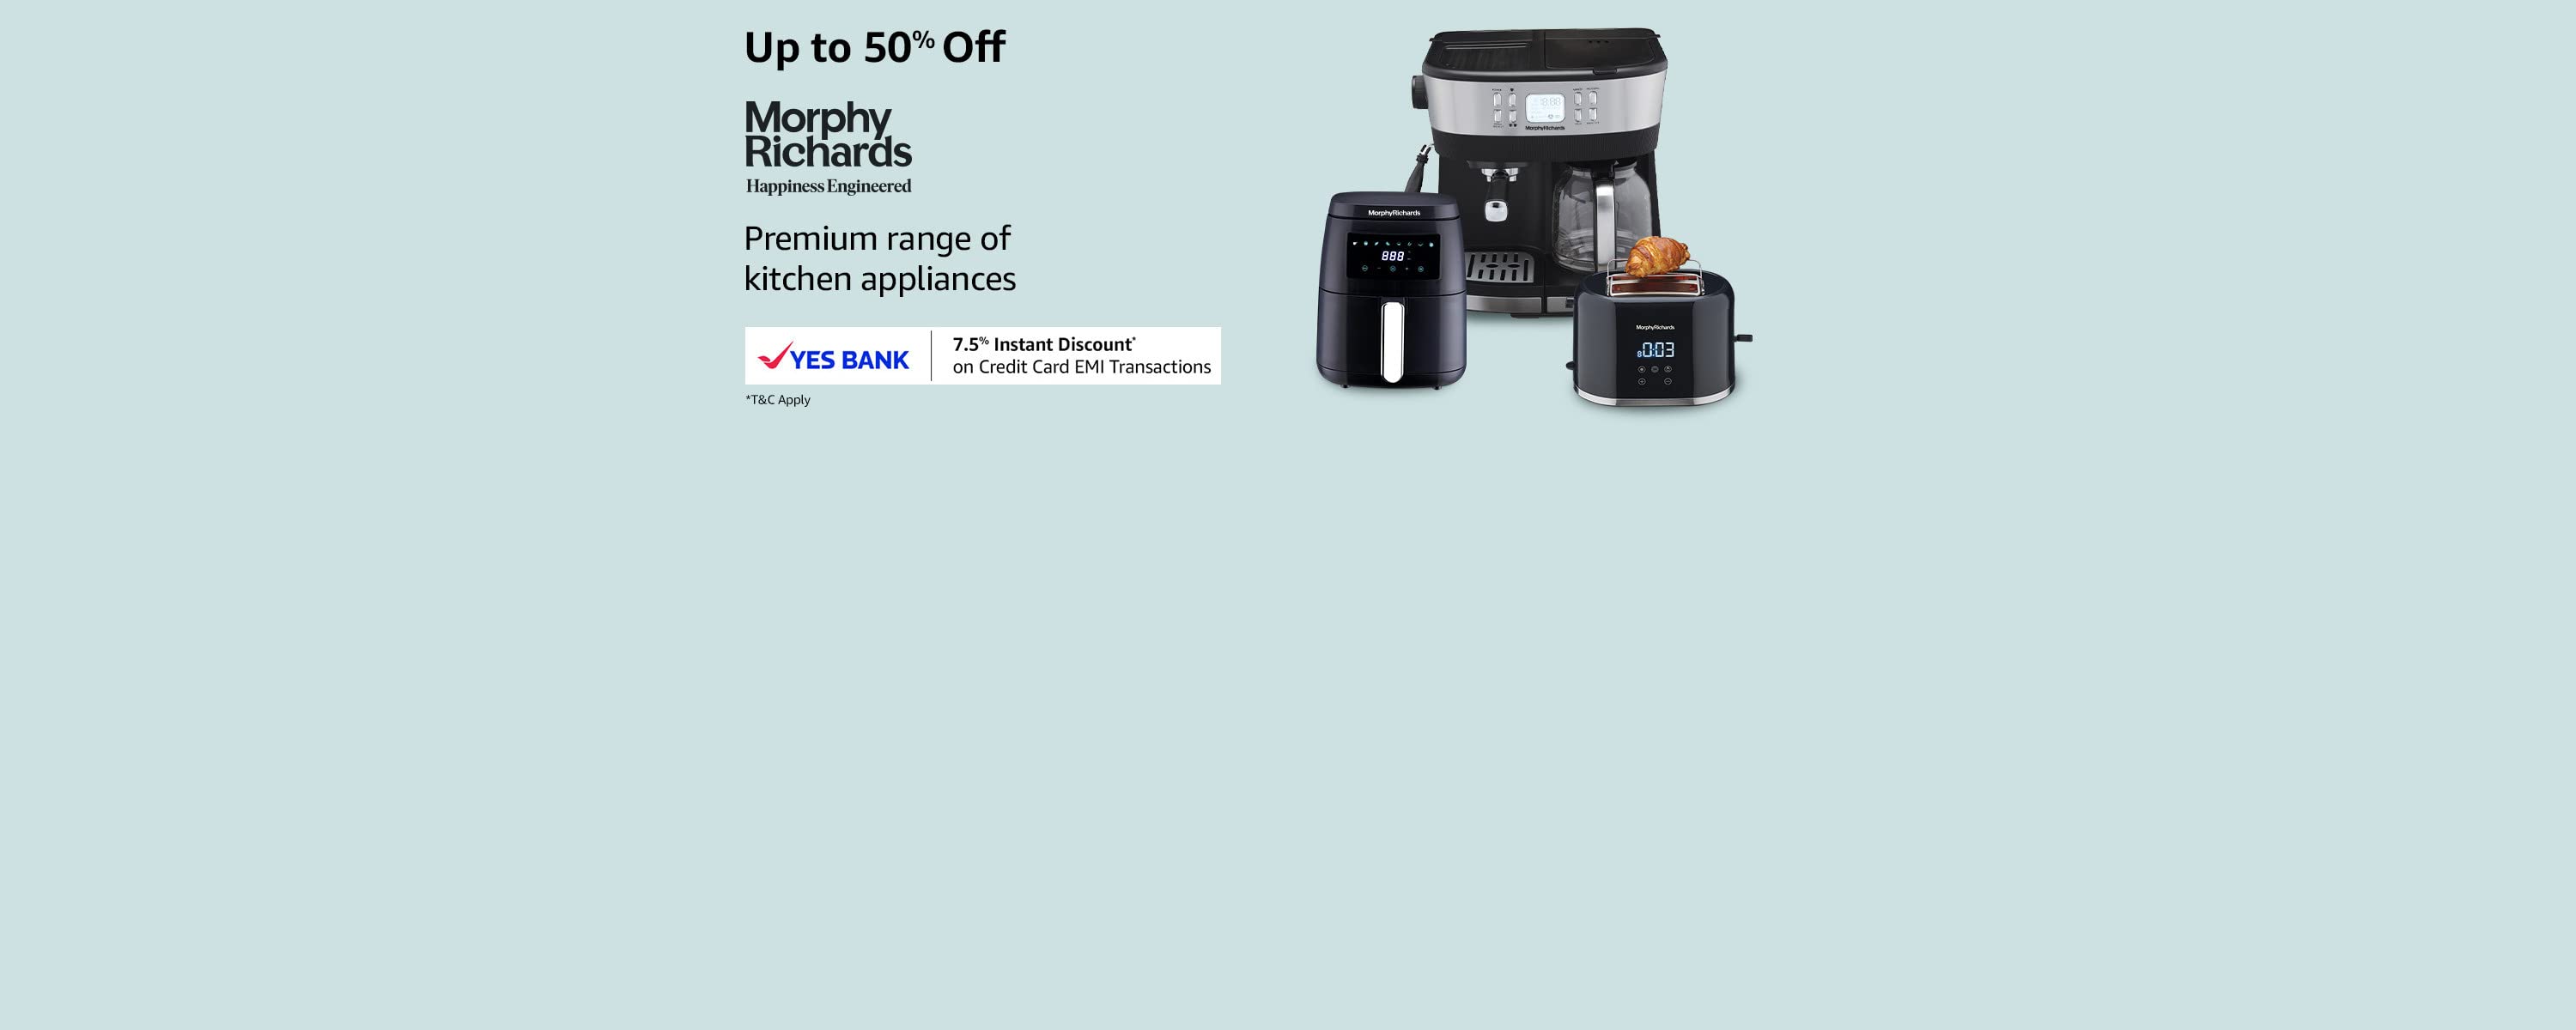 Up to 50% Off
Morphy
Richards
Happiness Engineered
Premium range of
kitchen appliances
YES BANK
7.5% Instant Discount*
on Credit Card EMI Transactions
*T&C Apply
MorphyRichards
MorphyRichards
888
MorphyRichards
0:03